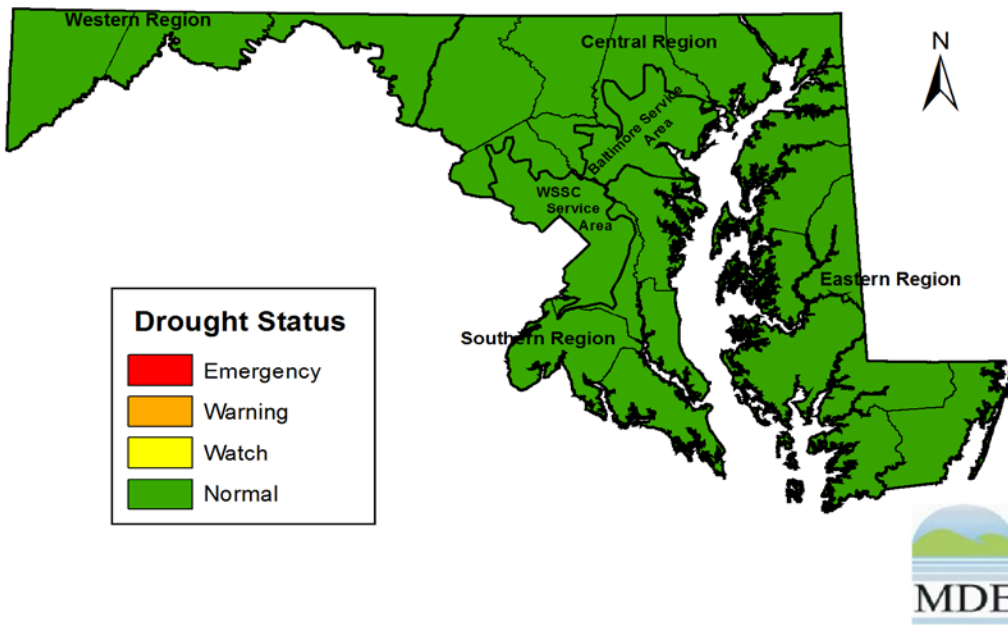 Western Region
Central Region
N
Baltimore Service
Area
WSSC
Service
Area
Eastern Region
Southern Region
Drought Status
Emergency
Warning
Watch
Normal
MDE